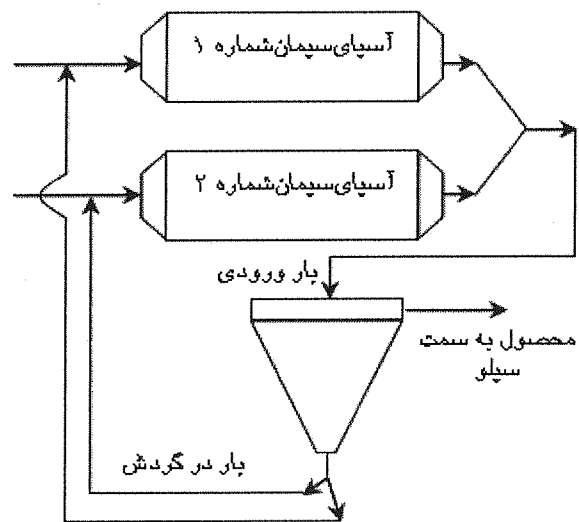 آسیای سیمان شماره ۱
آسیای سیمان شماره ۲
بار ورودی
محصول به سمت
سیلو
بار در گردش